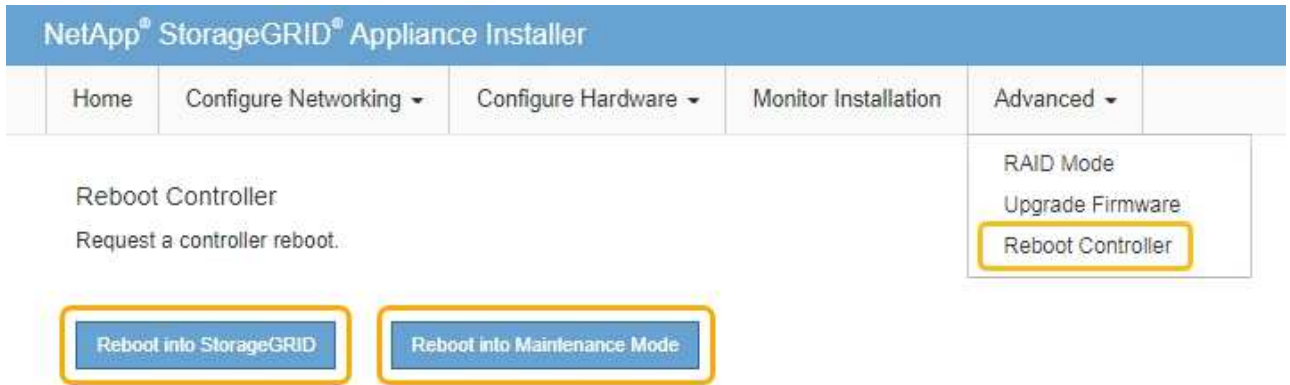 NetApp® StorageGRID® Appliance Installer
Home Configure Networking Configure Hardware Monitor Installation Advanced
RAID Mode
Upgrade Firmware
Reboot Controller
Reboot Controller
Request a controller reboot.
Reboot into StorageGRID Reboot into Maintenance Mode